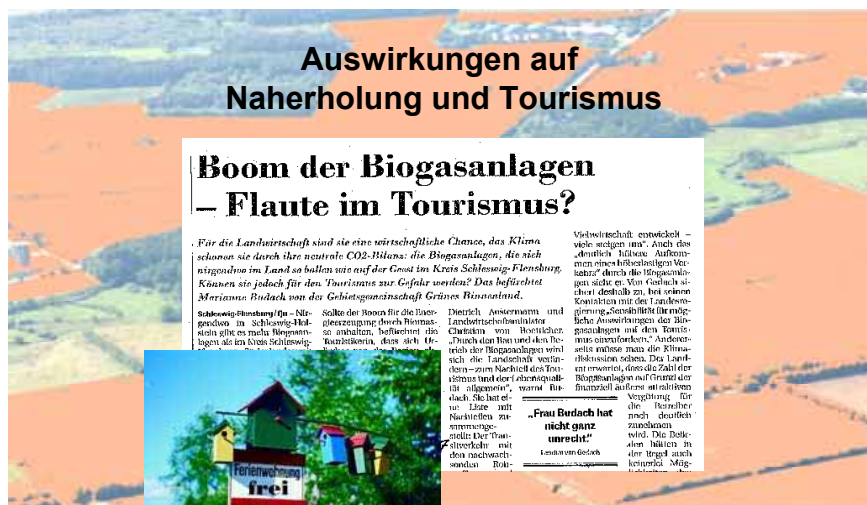 Auswirkungen auf
Naherholung und Tourismus
Boom der Biogasanlagen
– Flaute im Tourismus?
Für die Landwirtschaft sind sie eine wirtschaftliche Chance, das Klima
schonen sie durch ihre neutrale CO2-Bilanz: die Biogasanlagen, die sich
nirgendwo im Land so ballen wie auf der Geest im Kreis Schleswig-Flensburg.
Können sie jedoch für den Tourismus zur Gefahr werden? Das befürchtet
Marianne Budach von der Gebietsgemeinschaft Grünes Binnenland.
Schleswig-Flensburg – Nir-
gendwo in Schleswig-Hol-
stein gibt es mehr Biogasan-
lagen als im Kreis Schleswig-
Sollte der Boom für die Ener-
gieerzeugung durch Biomas-
se anhalten, befürchtet die
Touristikerin, dass sich Ur-
Dietrich Austermann und
Landwirtschaftsminister
Christian von Boetticher.
„Durch den Bau und den Be-
trieb der Biogasanlagen wird
sich die Landschaft verän-
dern – zum Nachteil des Tou-
rismus und der Lebensquali-
tät allgemein", warnt Bu-
dach. Sie hat ei-
ne Liste mit
Nachteilen zu-
sammenge-
stellt: Der Tran-
sitverkehr mit
den nachwach-
senden Roh-
„Frau Budach hat
nicht ganz
unrecht."
Landrat von Gerlach
Viehwirtschaft entwickelt –
viele steigen um". Auch das
„deutlich höhere Aufkom-
men eines höherlastigen Ver-
kehrs" durch die Biogasanla-
gen sieht er. Von Gerlach si-
chert deshalb zu, bei seinen
Kontakten mit der Landesre-
gierung „Sensibilität für mög-
liche Auswirkungen der Bio-
gasanlagen auf den Touris-
mus einzufordern." Anderer-
seits müsse man die Klima-
diskussion sehen. Der Land-
rat erwartet, dass die Zahl der
Biogasanlagen auf Grund der
finanziell äußerst attraktiven
Vergütung für
die Betreiber
noch deutlich
zunehmen
wird. Die Behör-
den hätten in
der Regel auch
keinerlei Mög-
Ferienwohnung
frei